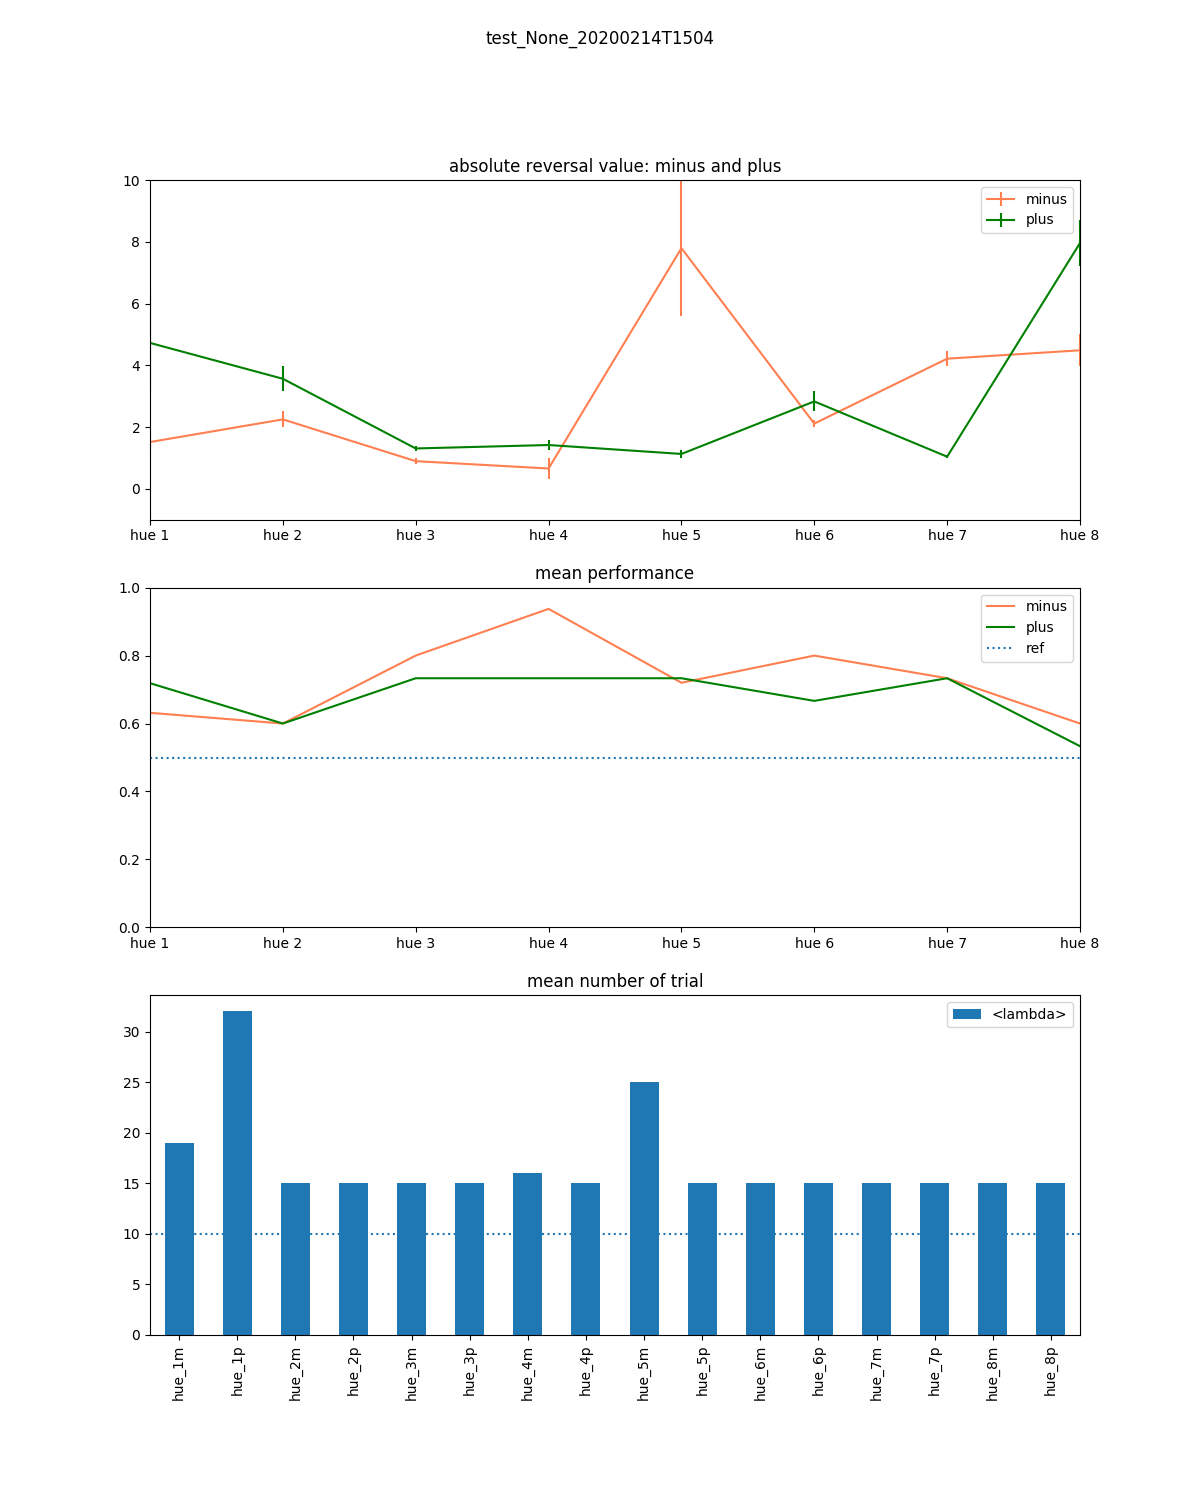 test_None_20200214T1504
absolute reversal value: minus and plus
10
8
6
4
2
0
minus
plus
hue 1 hue 2 hue 3 hue 4 hue 5 hue 6 hue 7 hue 8
mean performance
1.0
0.8
0.6
0.4
0.2
0.0
minus
plus
ref
hue 1 hue 2 hue 3 hue 4 hue 5 hue 6 hue 7 hue 8
mean number of trial
30
25
20
15
10
5
0
<lambda>
hue_1m hue_1p hue_2m hue_2p hue_3m hue_3p hue_4m hue_4p hue_5m hue_5p hue_6m hue_6p hue_7m hue_7p hue_8m hue_8p